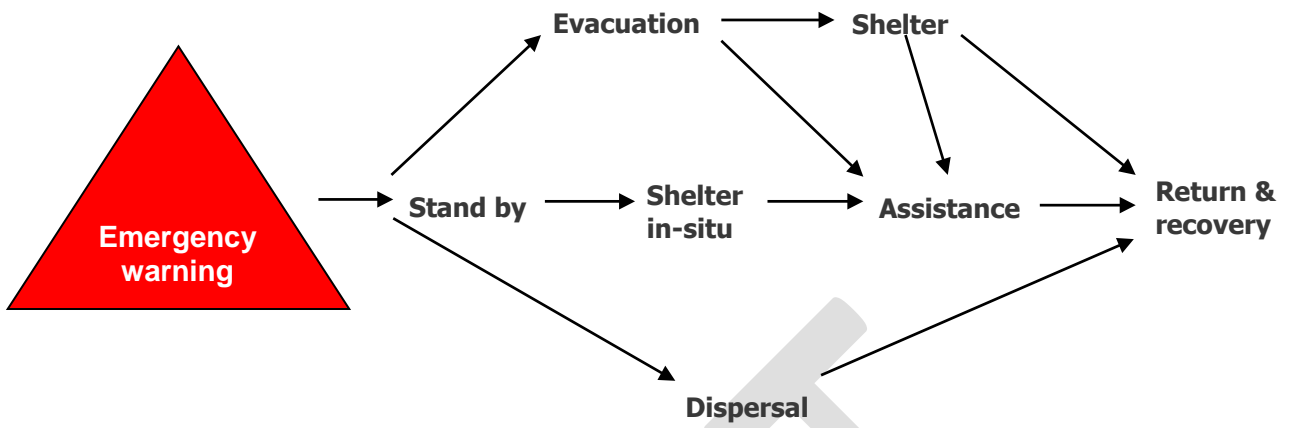 Evacuation
Shelter
Emergency
warning
Stand by
Shelter
in-situ
Assistance
Return &
recovery
Dispersal